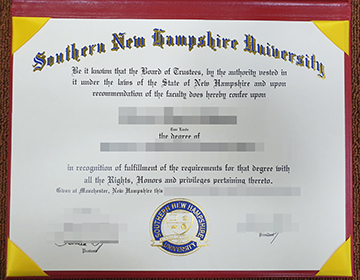 Southern New Hampshire University
Be it known that the Board of Trustees, by the authority vested in
it under the laws of the State of New Hampshire and upon
recommendation of the faculty does hereby confer upon
the degree of
in recognition of fulfillment of the requirements for that degree with
all the Rights, Honors and privileges pertaining thereto.
Given at Manchester, New Hampshire this
SOUTHERN NEW HAMPSHIRE
UNIVERSITY
President